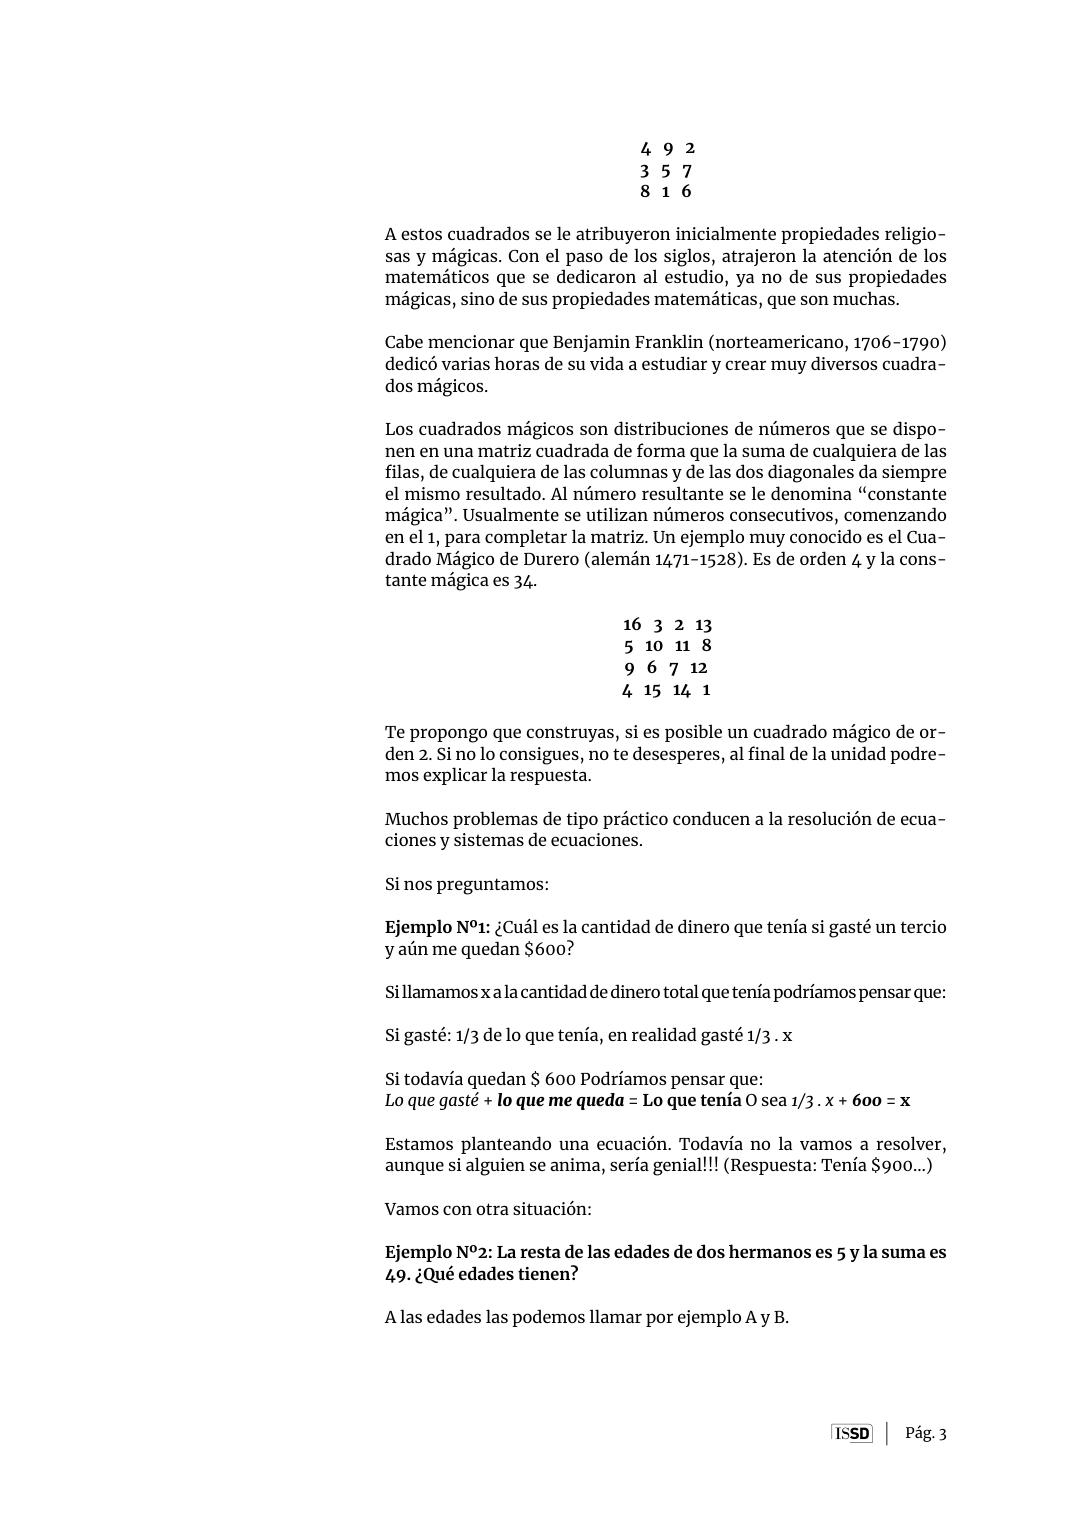 4 9 2
3 5 7
8 1 6
A estos cuadrados se le atribuyeron inicialmente propiedades religio-
sas y mágicas. Con el paso de los siglos, atrajeron la atención de los
matemáticos que se dedicaron al estudio, ya no de sus propiedades
mágicas, sino de sus propiedades matemáticas, que son muchas.
Cabe mencionar que Benjamin Franklin (norteamericano, 1706-1790)
dedicó varias horas de su vida a estudiar y crear muy diversos cuadra-
dos mágicos.
Los cuadrados mágicos son distribuciones de números que se dispo-
nen en una matriz cuadrada de forma que la suma de cualquiera de las
filas, de cualquiera de las columnas y de las dos diagonales da siempre
el mismo resultado. Al número resultante se le denomina “constante
mágica”. Usualmente se utilizan números consecutivos, comenzando
en el 1, para completar la matriz. Un ejemplo muy conocido es el Cua-
drado Mágico de Durero (alemán 1471-1528). Es de orden 4 y la cons-
tante mágica es 34.
16 3 2 13
5 10 11 8
9 6 7 12
4 15 14 1
Te propongo que construyas, si es posible un cuadrado mágico de or-
den 2. Si no lo consigues, no te desesperes, al final de la unidad podre-
mos explicar la respuesta.
Muchos problemas de tipo práctico conducen a la resolución de ecua-
ciones y sistemas de ecuaciones.
Si nos preguntamos:
Ejemplo Nº1: ¿Cuál es la cantidad de dinero que tenía si gasté un tercio
y aún me quedan $600?
Si llamamos x a la cantidad de dinero total que tenía podríamos pensar que:
Si gasté: 1/3 de lo que tenía, en realidad gasté 1/3 . x
Si todavía quedan $ 600 Podríamos pensar que:
Lo que gasté + lo que me queda = Lo que tenía O sea 1/3 . x + 600 = x
Estamos planteando una ecuación. Todavía no la vamos a resolver,
aunque si alguien se anima, sería genial!!! (Respuesta: Tenía $900...)
Vamos con otra situación:
Ejemplo Nº2: La resta de las edades de dos hermanos es 5 y la suma es
49. ¿Qué edades tienen?
A las edades las podemos llamar por ejemplo A y B.
ISSD Pág. 3